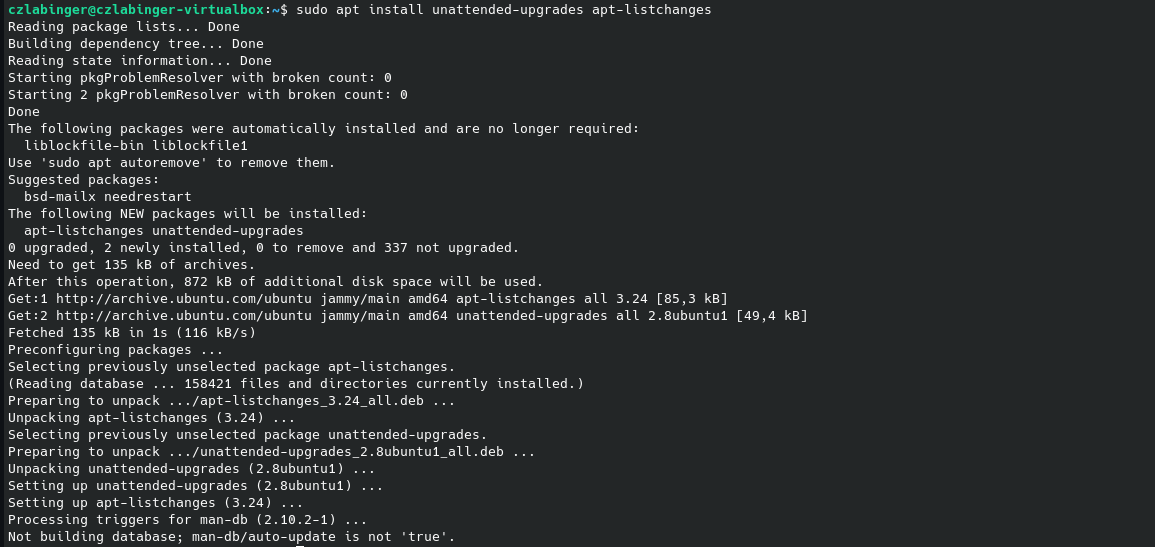 czlabinger@czlabinger-virtualbox:~$ sudo apt install unattended-upgrades apt-listchanges
Reading package lists... Done
Building dependency tree... Done
Reading state information... Done
Starting pkgProblemResolver with broken count: 0
Starting 2 pkgProblemResolver with broken count: 0
Done
The following packages were automatically installed and are no longer required:
  liblockfile-bin liblockfile1
Use 'sudo apt autoremove' to remove them.
Suggested packages:
  bsd-mailx needrestart
The following NEW packages will be installed:
  apt-listchanges unattended-upgrades
0 upgraded, 2 newly installed, 0 to remove and 337 not upgraded.
Need to get 135 kB of archives.
After this operation, 872 kB of additional disk space will be used.
Get:1 http://archive.ubuntu.com/ubuntu jammy/main amd64 apt-listchanges all 3.24 [85,3 kB]
Get:2 http://archive.ubuntu.com/ubuntu jammy/main amd64 unattended-upgrades all 2.8ubuntu1 [49,4 kB]
Fetched 135 kB in 1s (116 kB/s)
Preconfiguring packages ...
Selecting previously unselected package apt-listchanges.
(Reading database ... 158421 files and directories currently installed.)
Preparing to unpack .../apt-listchanges_3.24_all.deb ...
Unpacking apt-listchanges (3.24) ...
Selecting previously unselected package unattended-upgrades.
Preparing to unpack .../unattended-upgrades_2.8ubuntu1_all.deb ...
Unpacking unattended-upgrades (2.8ubuntu1) ...
Setting up unattended-upgrades (2.8ubuntu1) ...
Setting up apt-listchanges (3.24) ...
Processing triggers for man-db (2.10.2-1) ...
Not building database; man-db/auto-update is not 'true'.